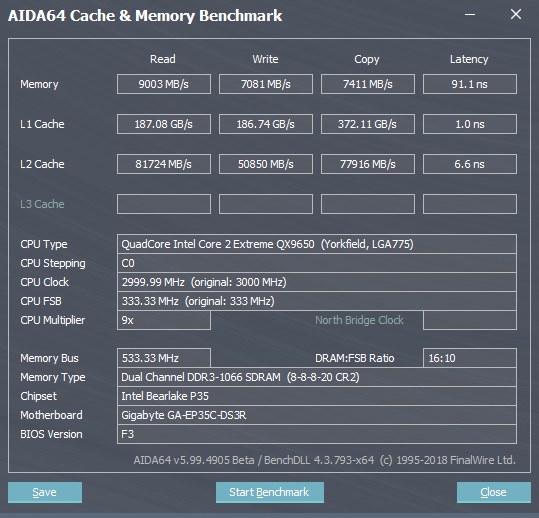 AIDA64 Cache & Memory Benchmark
Read Write Copy Latency
Memory 9003 MB/s 7081 MB/s 7411 MB/s 91.1 ns
L1 Cache 187.08 GB/s 186.74 GB/s 372.11 GB/s 1.0 ns
L2 Cache 81724 MB/s 50850 MB/s 77916 MB/s 6.6 ns
L3 Cache
CPU Type QuadCore Intel Core 2 Extreme QX9650 (Yorkfield, LGA775)
CPU Stepping C0
CPU Clock 2999.99 MHz (original: 3000 MHz)
CPU FSB 333.33 MHz (original: 333 MHz)
CPU Multiplier 9x North Bridge Clock
Memory Bus 533.33 MHz DRAM:FSB Ratio 16:10
Memory Type Dual Channel DDR3-1066 SDRAM (8-8-8-20 CR2)
Chipset Intel Bearlake P35
Motherboard Gigabyte GA-EP35C-DS3R
BIOS Version F3
AIDA64 v5.99.4905 Beta / BenchDLL 4.3.793-x64 (c) 1995-2018 FinalWire Ltd.
Save Start Benchmark Close